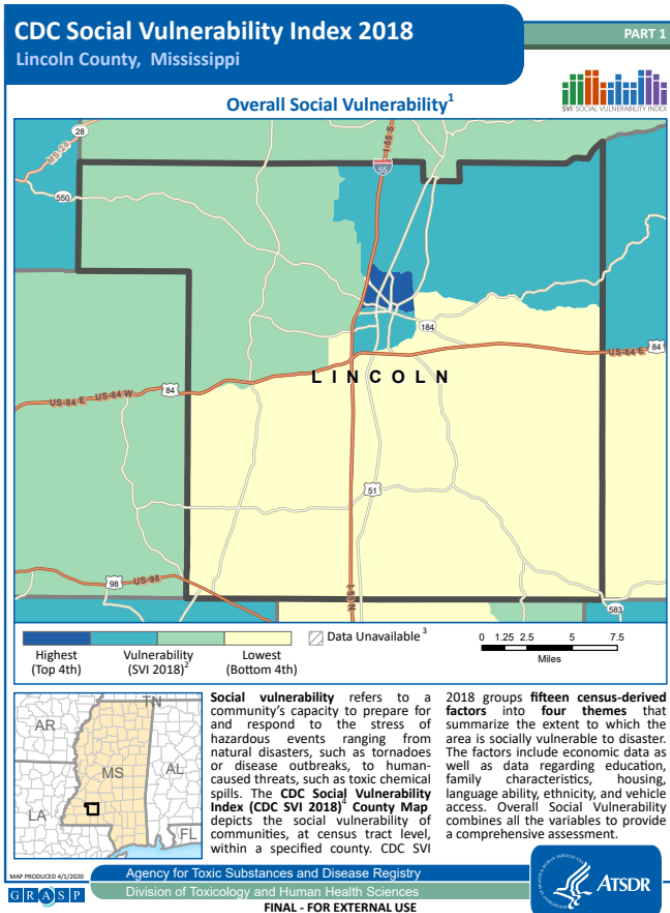 CDC Social Vulnerability Index 2018
PART 1
Lincoln County, Mississippi
SVI SOCIAL VULNERABILITY INDEX
Overall Social Vulnerability1
28
MS-28
I-55 S
55
550
184
84
US-84 E
LINCOLN
84
US-84 E US-84 W
51
98
US-98
I-55 N
583
Highest
(Top 4th)
Vulnerability
(SVI 2018)2
Lowest
(Bottom 4th)
Data Unavailable 3
0 1.25 2.5 5 7.5
Miles
TN
AR
MS
AL
LA
FL
Social vulnerability refers to a
community's capacity to prepare for
and respond to the stress of
hazardous events ranging from
natural disasters, such as tornadoes
or disease outbreaks, to human-
caused threats, such as toxic chemical
spills. The CDC Social Vulnerability
Index (CDC SVI 2018)4 County Map
depicts the social vulnerability of
communities, at census tract level,
within a specified county. CDC SVI
2018 groups fifteen census-derived
factors into four themes that
summarize the extent to which the
area is socially vulnerable to disaster.
The factors include economic data as
well as data regarding education,
family characteristics, housing,
language ability, ethnicity, and vehicle
access. Overall Social Vulnerability
combines all the variables to provide
a comprehensive assessment.
MAP PRODUCED 4/1/2020
Agency for Toxic Substances and Disease Registry
GRASP
Division of Toxicology and Human Health Sciences
ATSDR
FINAL - FOR EXTERNAL USE